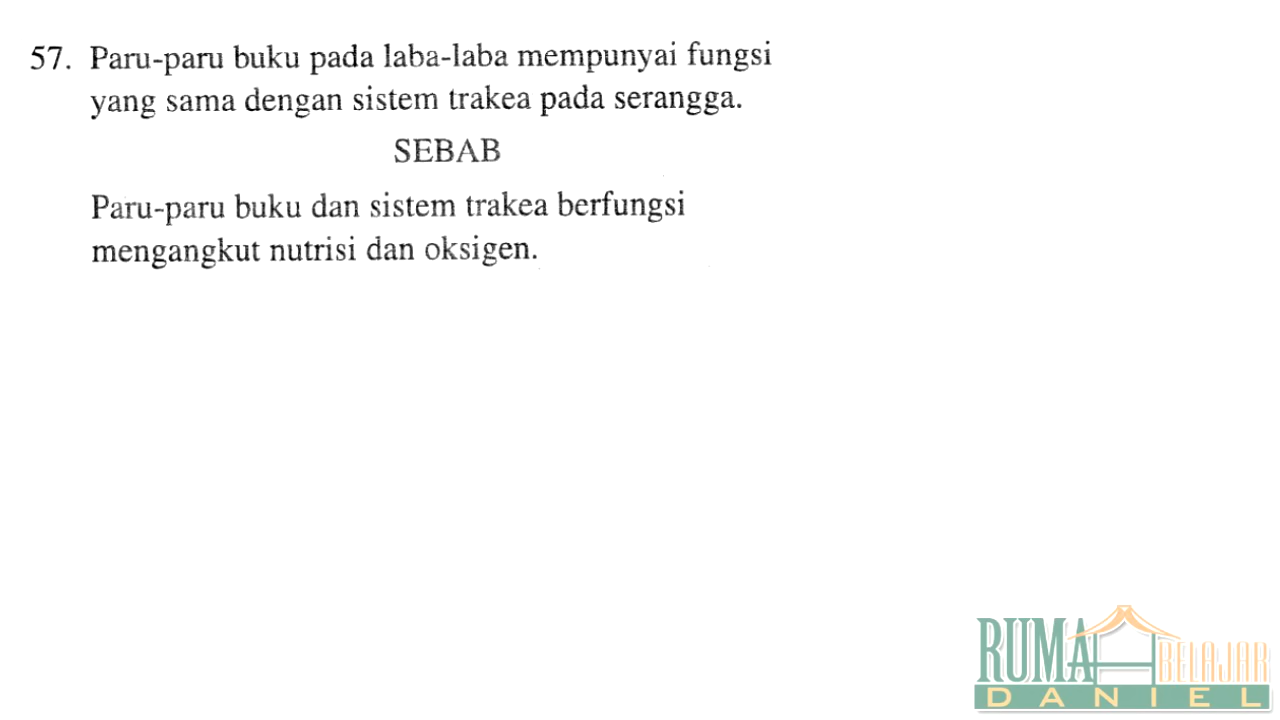 57. Paru-paru buku pada laba-laba mempunyai fungsi
yang sama dengan sistem trakea pada serangga.
SEBAB
Paru-paru buku dan sistem trakea berfungsi
mengangkut nutrisi dan oksigen.
RUMA
BELAJAR
DANIEL